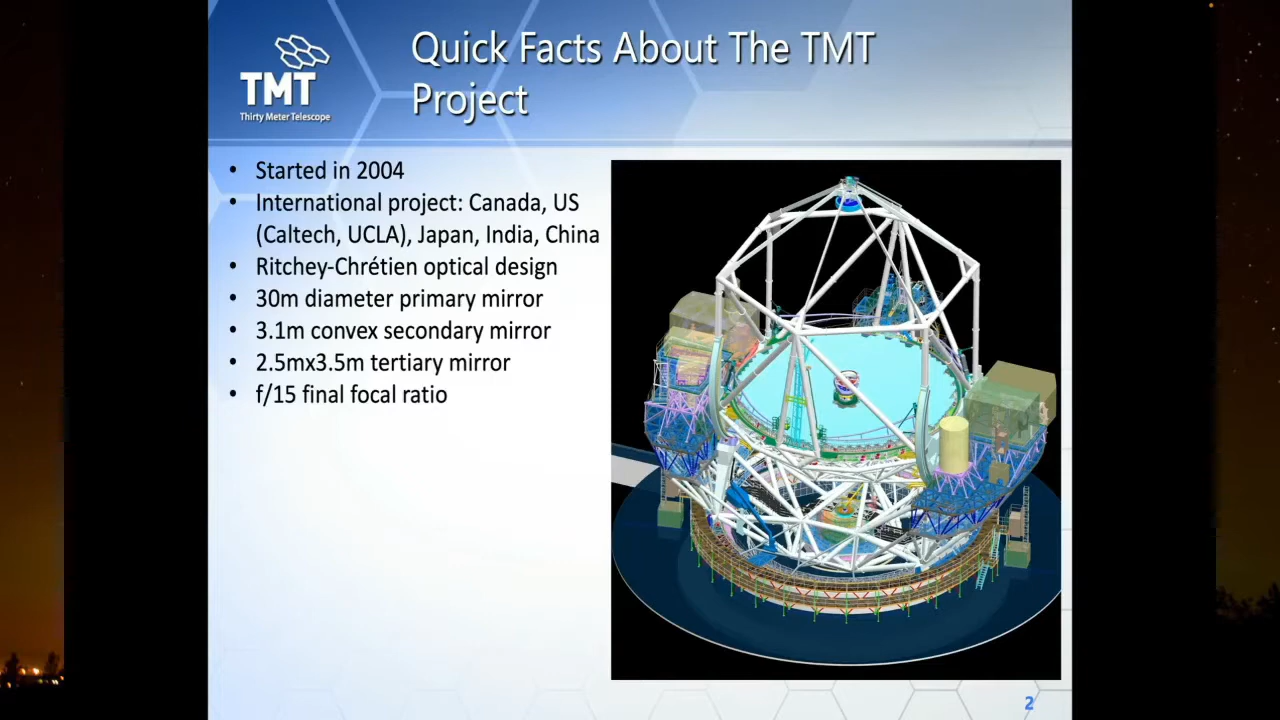 TMT
Thirty Meter Telescope
Quick Facts About The TMT
Project
• Started in 2004
• International project: Canada, US
(Caltech, UCLA), Japan, India, China
• Ritchey-Chrétien optical design
• 30m diameter primary mirror
• 3.1m convex secondary mirror
• 2.5mx3.5m tertiary mirror
• f/15 final focal ratio
2